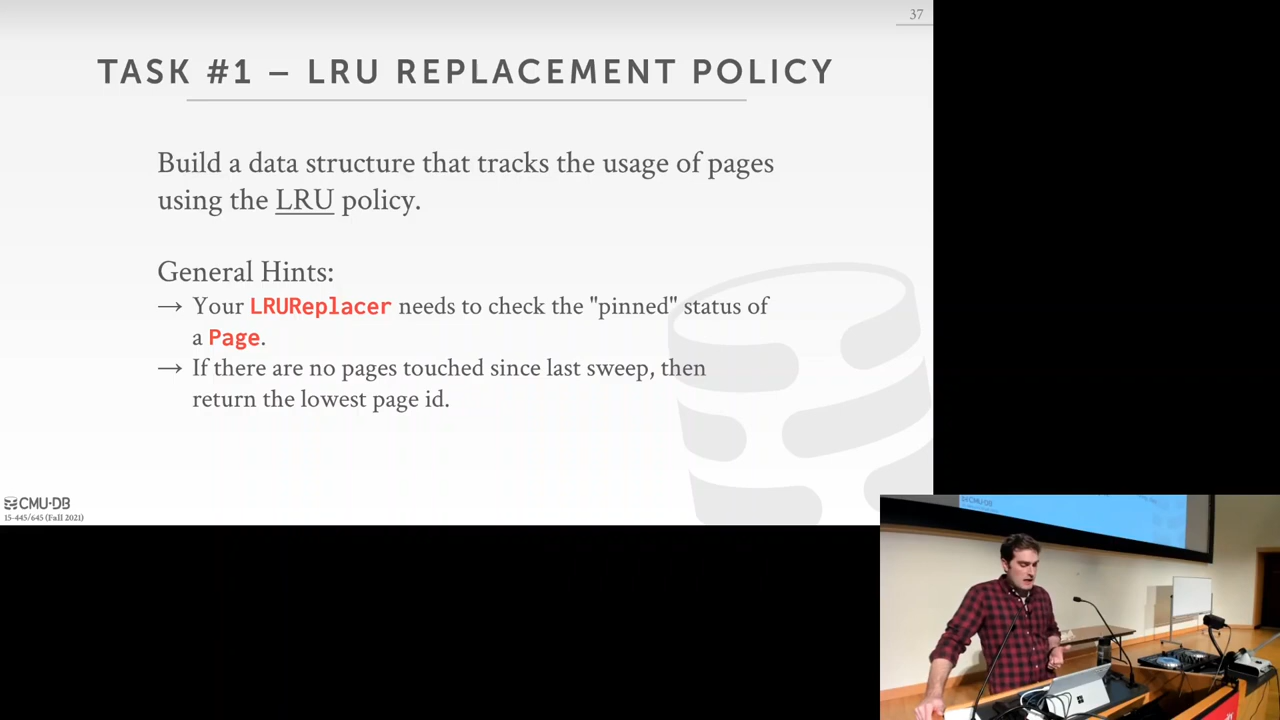 37
TASK #1 – LRU REPLACEMENT POLICY
Build a data structure that tracks the usage of pages
using the LRU policy.
General Hints:
→ Your LRUReplacer needs to check the "pinned" status of
a Page.
→ If there are no pages touched since last sweep, then
return the lowest page id.
CMU·DB
15-445/645 (Fall 2021)